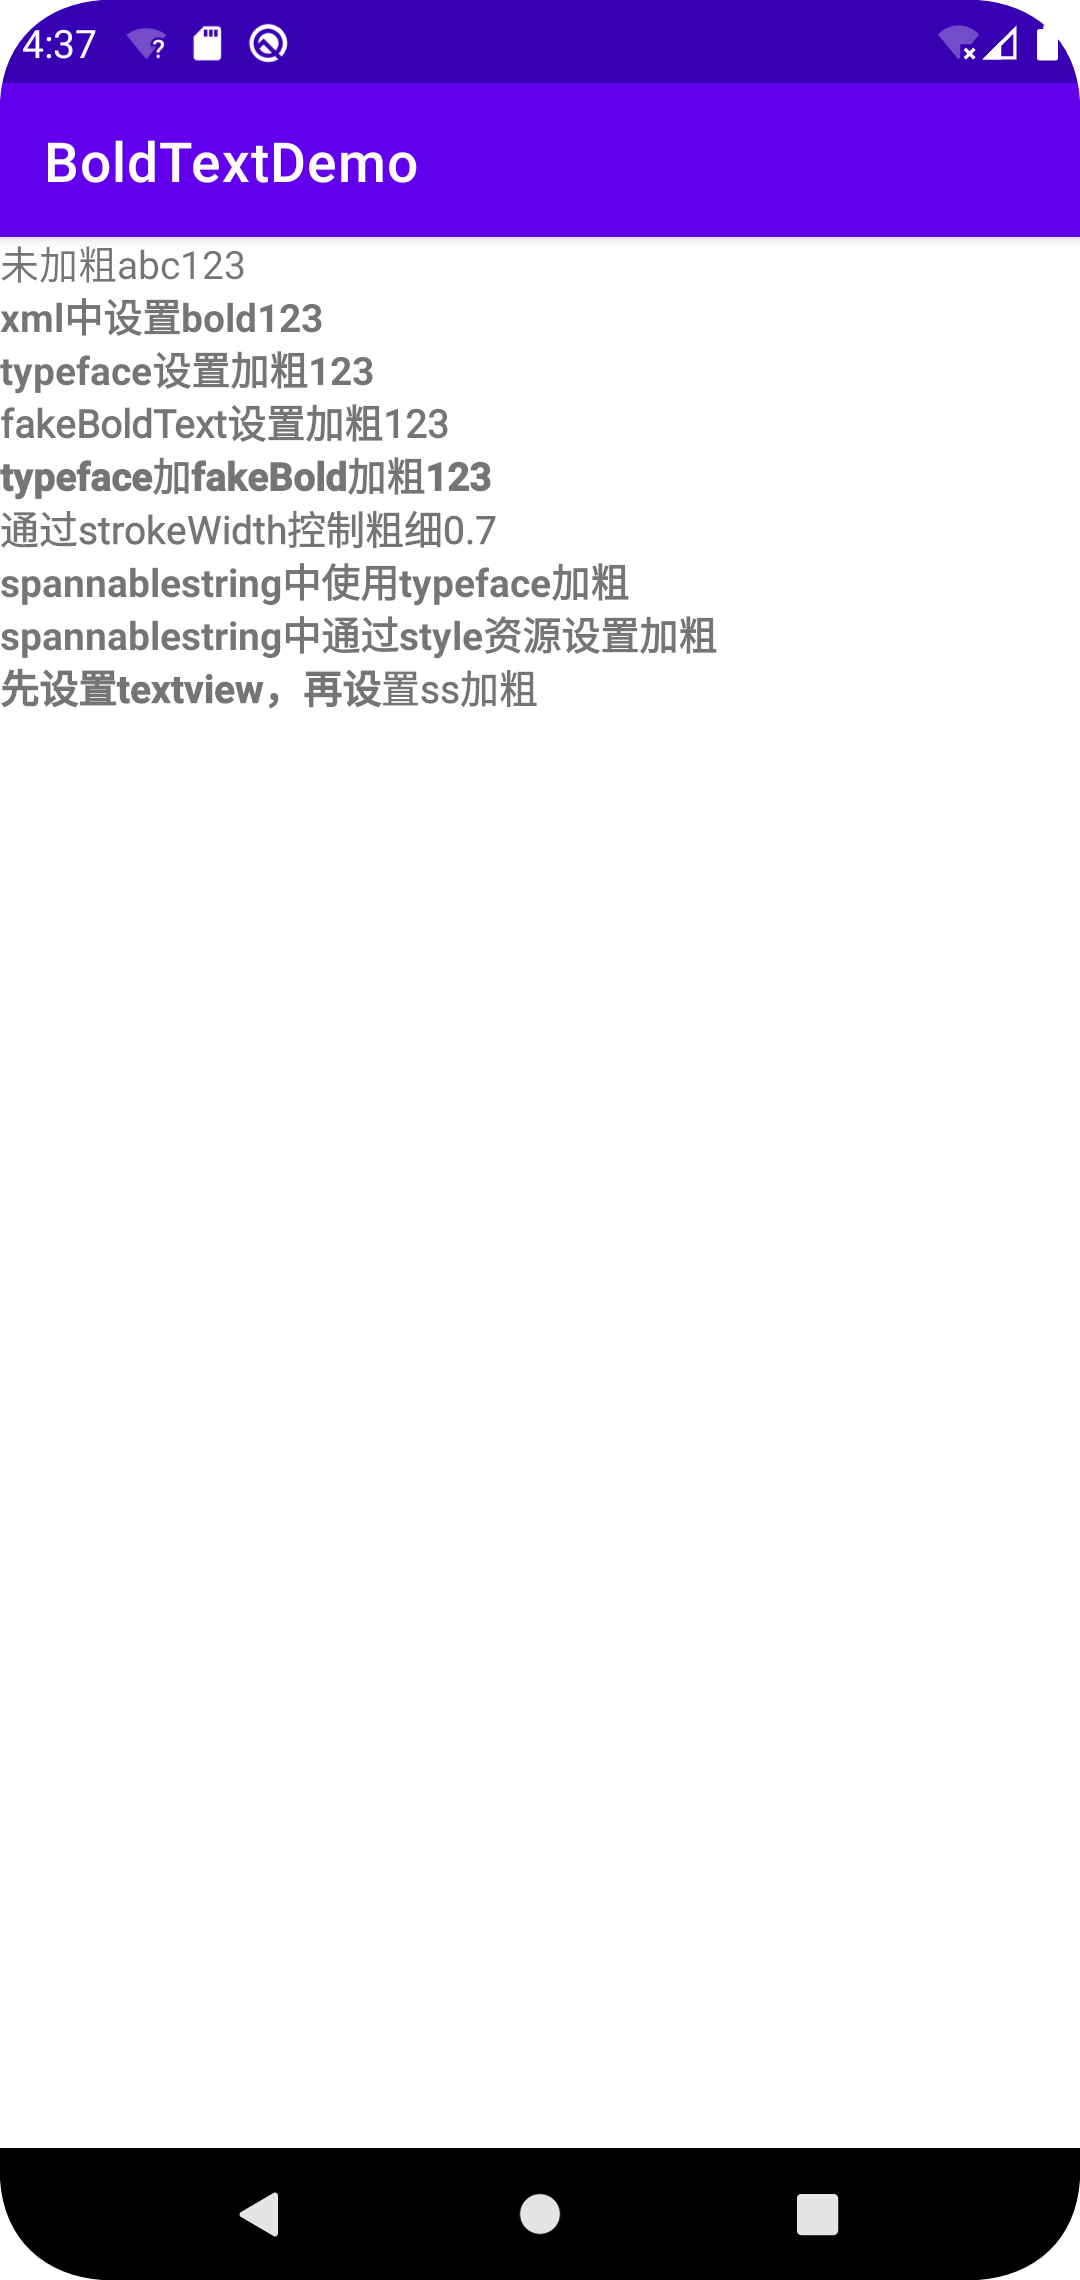 4:37
BoldTextDemo
未加粗abc123
xml中设置bold123
typeface设置加粗123
fakeBoldText设置加粗123
typeface加fakeBold加粗123
通过strokeWidth控制粗细0.7
spannablestring中使用typeface加粗
spannablestring中通过style资源设置加粗
先设置textview，再设置ss加粗